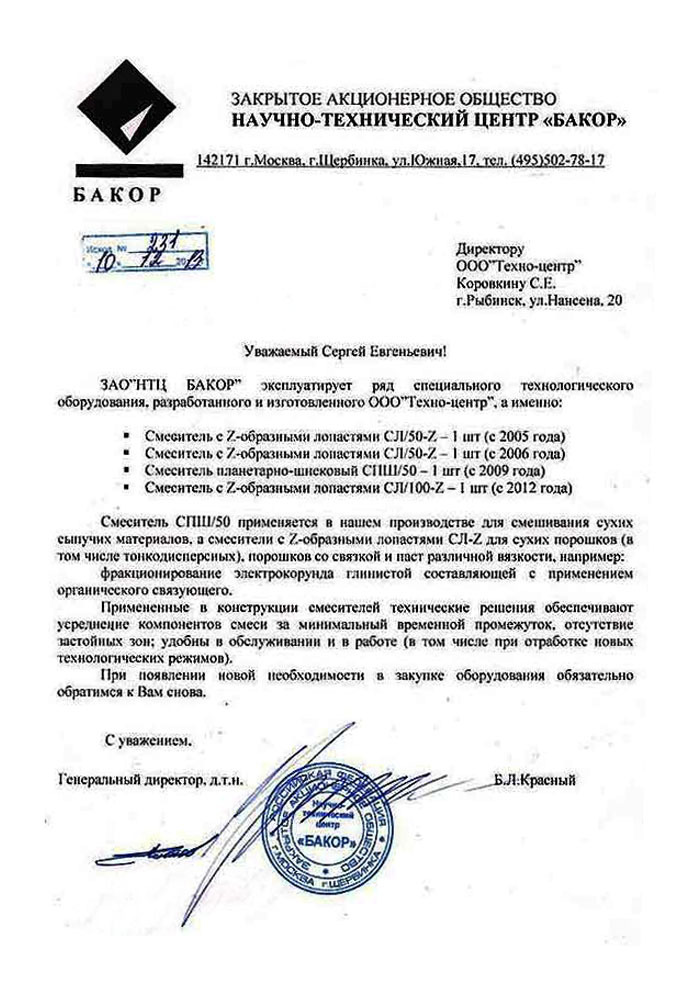 ЗАКРЫТОЕ АКЦИОНЕРНОЕ ОБЩЕСТВО
НАУЧНО-ТЕХНИЧЕСКИЙ ЦЕНТР «БАКОР»
142171 г.Москва, г.Щербинка, ул.Южная,17, тел. (495)502-78-17
БАКОР
Исход. № 231
"10" 12 2013
Директору
ООО"Техно-центр"
Коровкину С.Е.
г.Рыбинск, ул.Нансена, 20
Уважаемый Сергей Евгеньевич!
ЗАО"НТЦ БАКОР" эксплуатирует ряд специального технологического
оборудования, разработанного и изготовленного ООО"Техно-центр", а именно:
▪ Смеситель с Z-образными лопастями СЛ/50-Z – 1 шт (с 2005 года)
▪ Смеситель с Z-образными лопастями СЛ/50-Z – 1 шт (с 2006 года)
▪ Смеситель планетарно-шнековый СПШ/50 – 1 шт (с 2009 года)
▪ Смеситель с Z-образными лопастями СЛ/100-Z – 1 шт (с 2012 года)
Смеситель СПШ/50 применяется в нашем производстве для смешивания сухих
сыпучих материалов, а смесители с Z-образными лопастями СЛ-Z для сухих порошков (в
том числе тонкодисперсных), порошков со связкой и паст различной вязкости, например:
фракционирование электрокорунда глинистой составляющей с применением
органического связующего.
Примененные в конструкции смесителей технические решения обеспечивают
усреднение компонентов смеси за минимальный временной промежуток, отсутствие
застойных зон; удобны в обслуживании и в работе (в том числе при отработке новых
технологических режимов).
При появлении новой необходимости в закупке оборудования обязательно
обратимся к Вам снова.
С уважением,
Генеральный директор, д.т.н.
Б.Л.Красный
РОССИЙСКАЯ ФЕДЕРАЦИЯ
ЗАКРЫТОЕ АКЦИОНЕРНОЕ ОБЩЕСТВО
Научно-
технический
центр
«БАКОР»
Г.МОСКВА Г.ЩЕРБИНКА